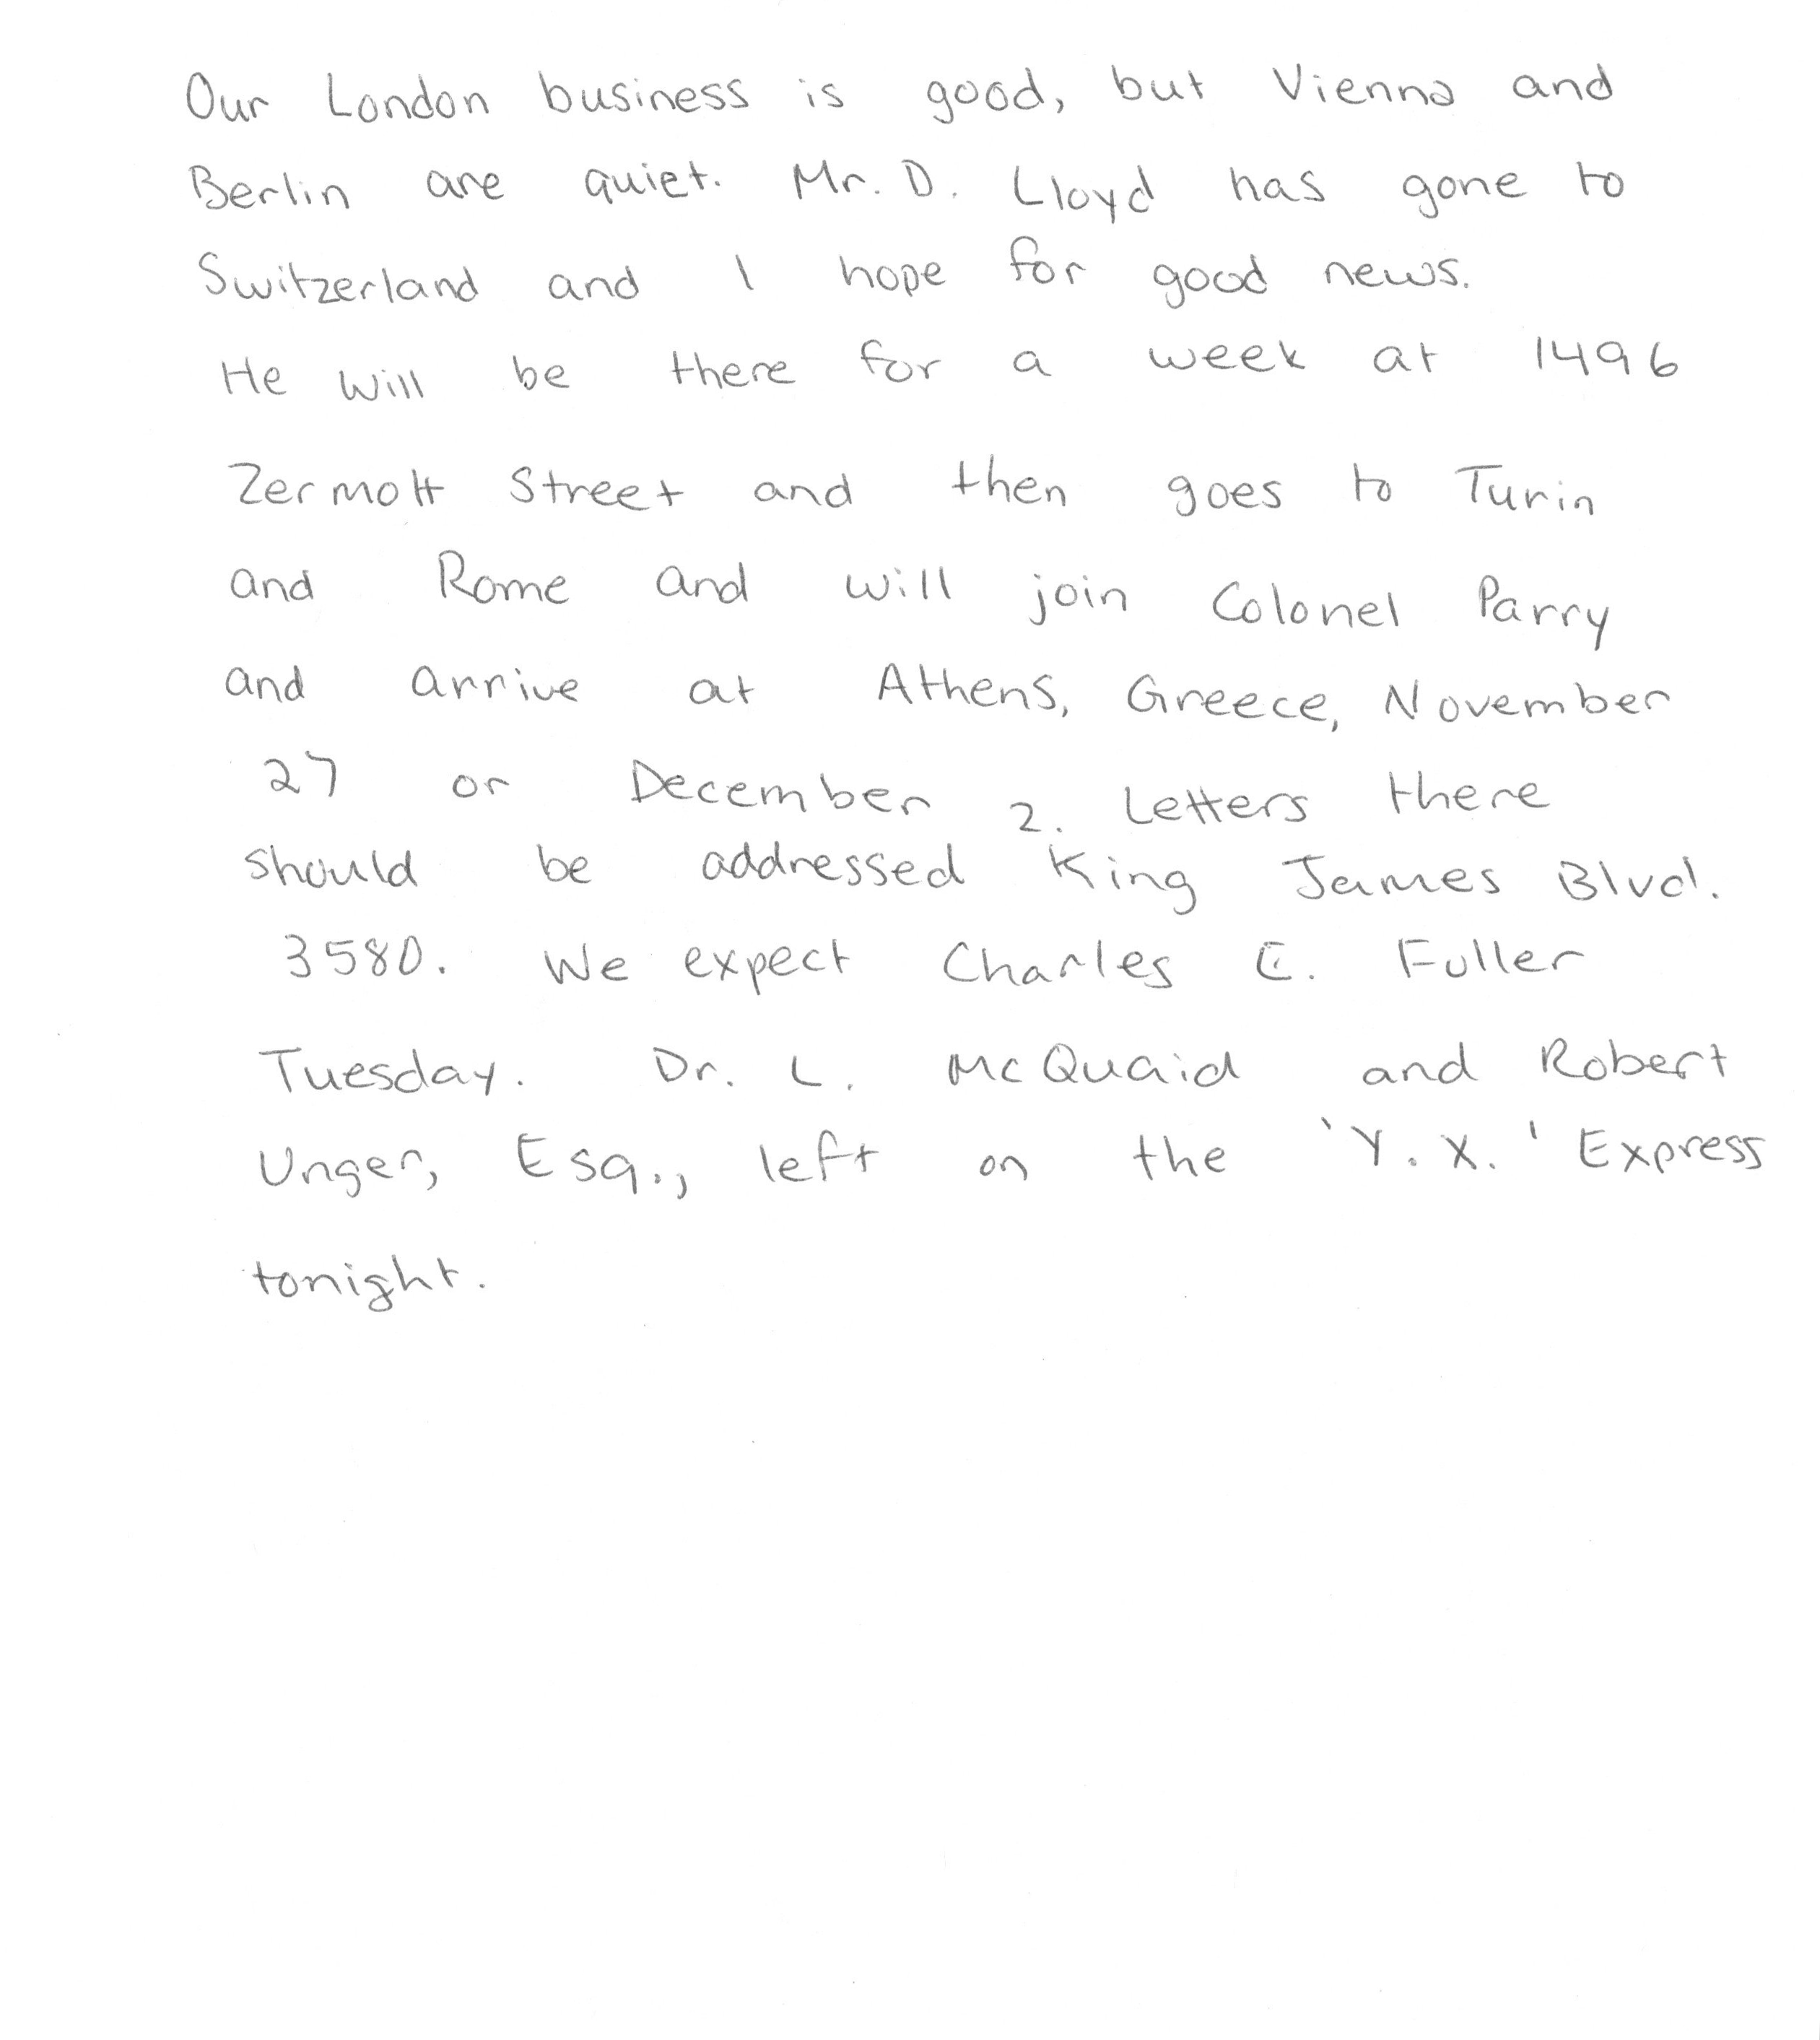 Our London business is good, but Vienna and
Berlin are quiet. Mr. D. Lloyd has gone to
Switzerland and I hope for good news.
He will be there for a week at 1496
Zermott Street and then goes to Turin
and Rome and will join Colonel Parry
and arrive at Athens, Greece, November
27 or December 2. Letters there
should be addressed King James Blvd.
3580. We expect Charles E. Fuller
Tuesday. Dr. L. McQuaid and Robert
Unger, Esq., left on the 'Y. X.' Express
tonight.